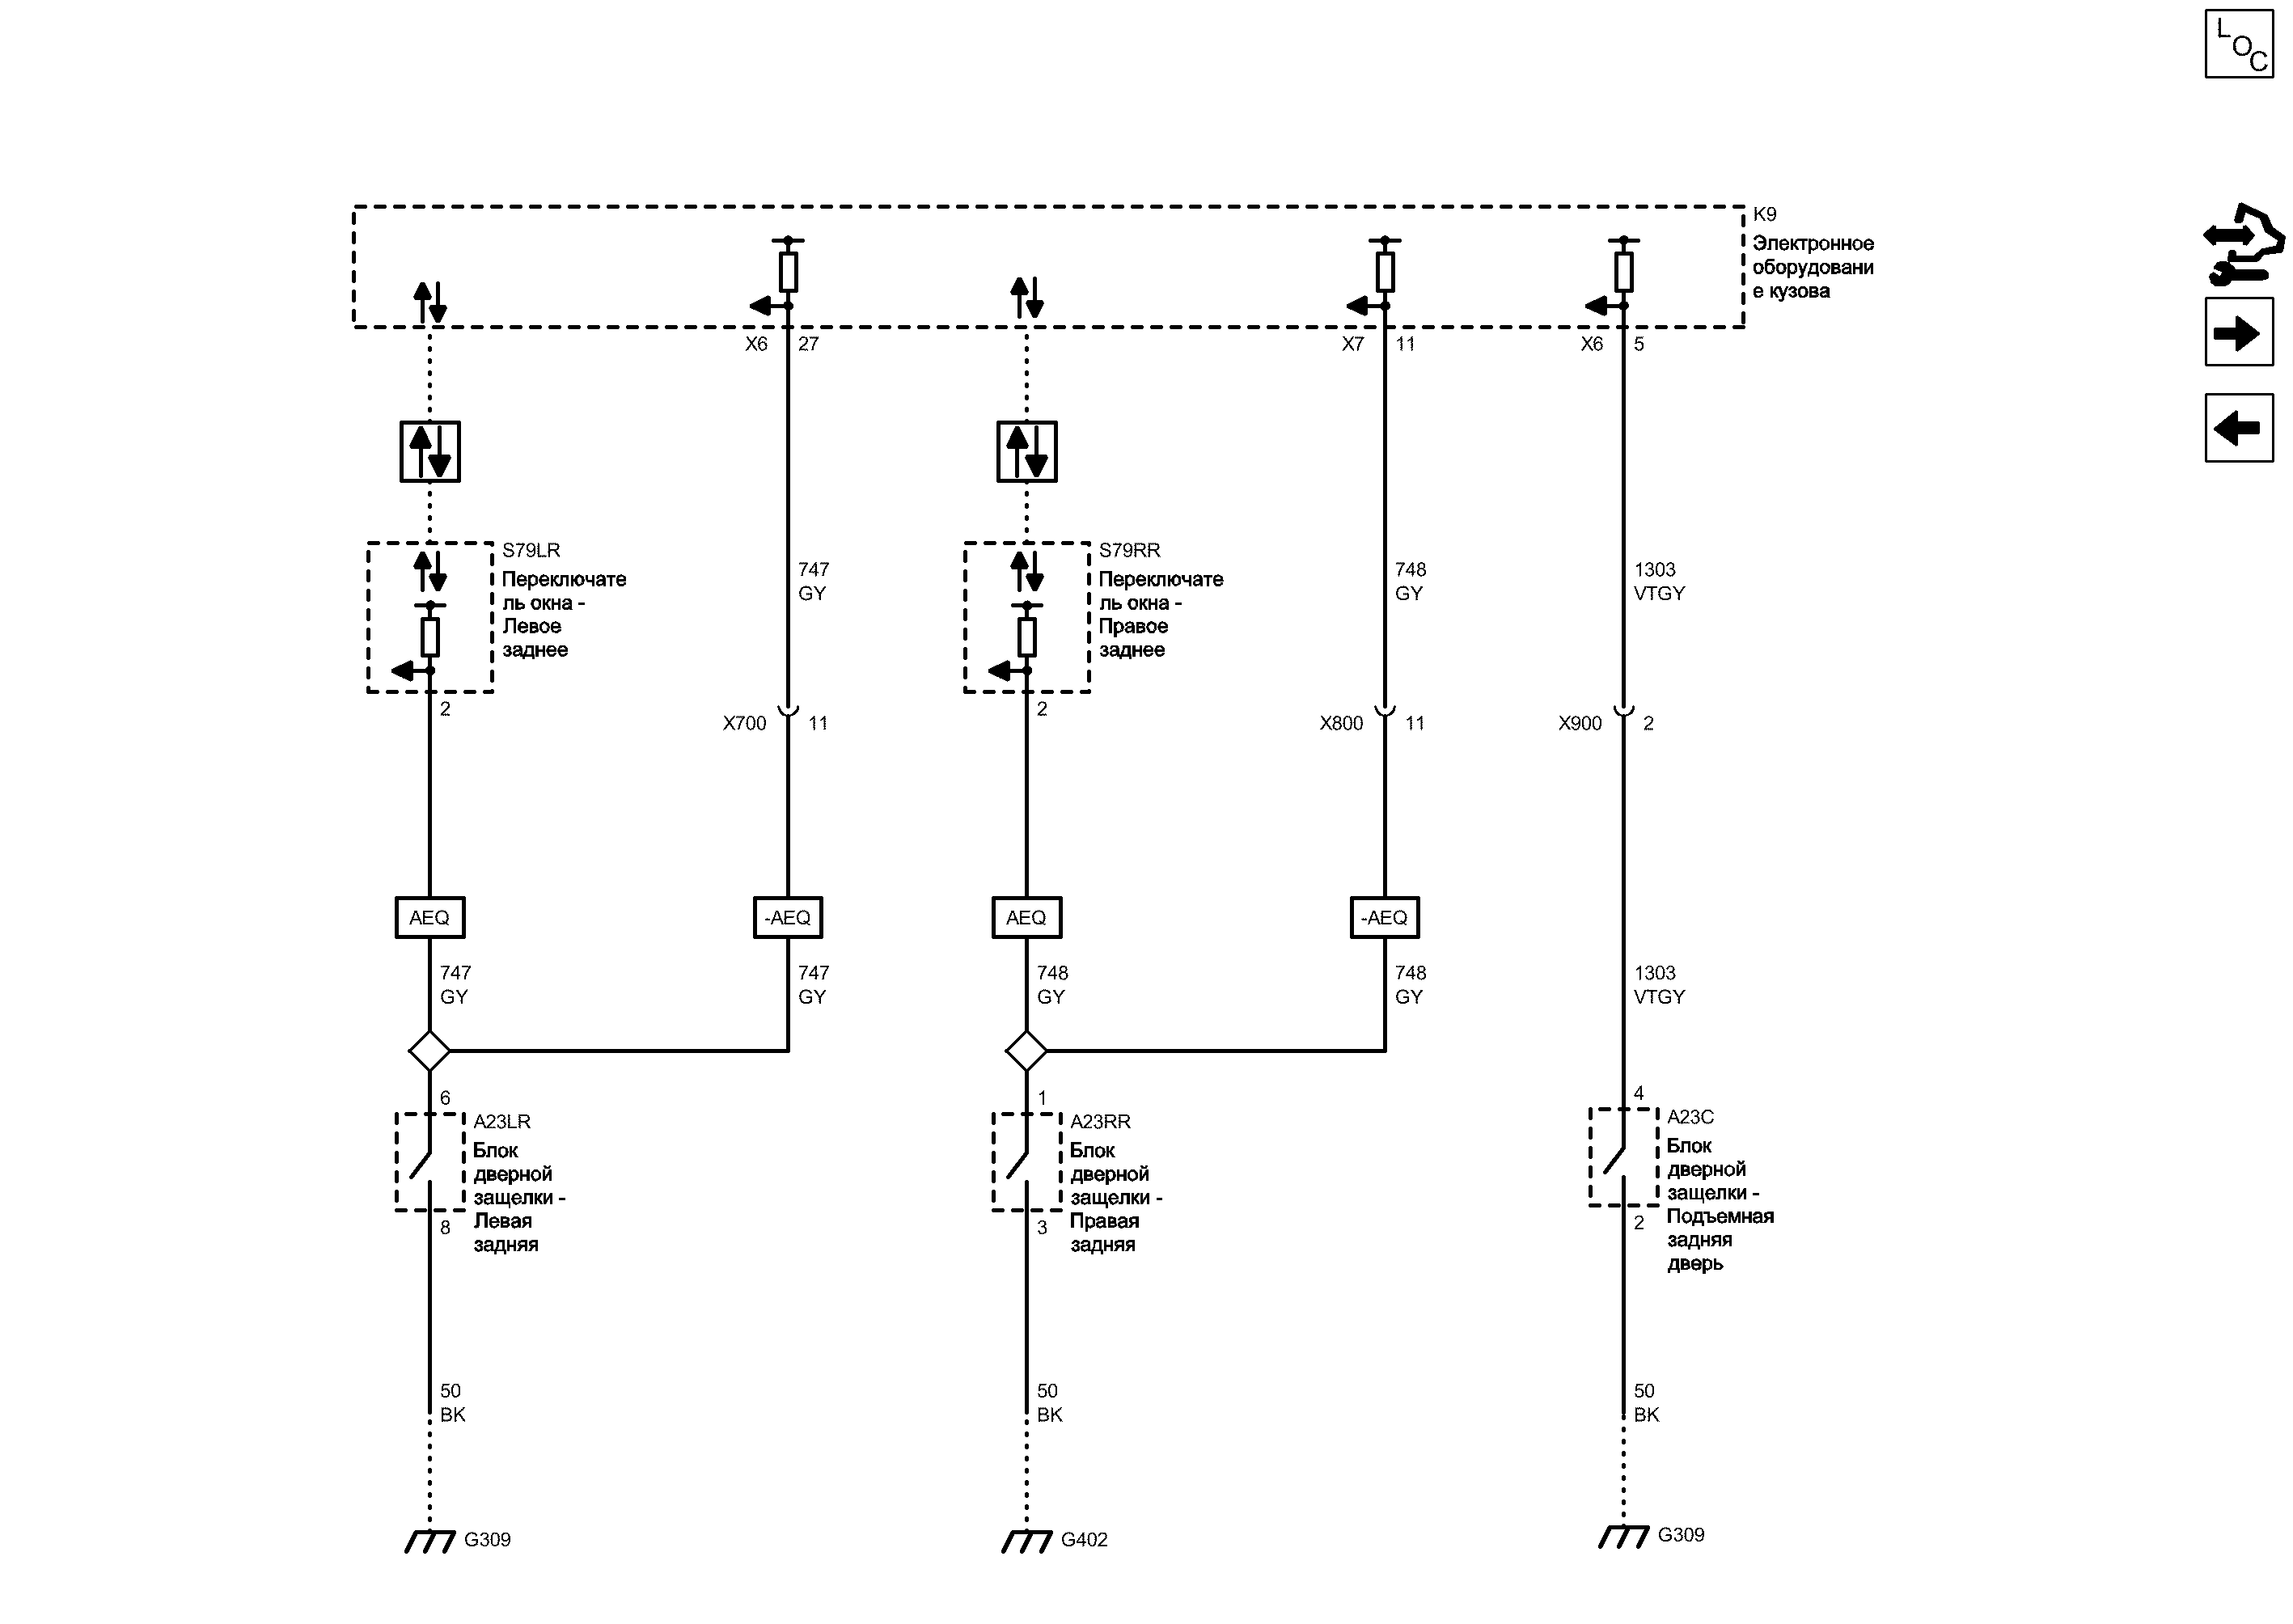 LOC
K9
Электронное
оборудовани
е кузова
X6 27
X7 11
X6 5
S79LR
Переключате
ль окна -
Левое
заднее
2
747
GY
S79RR
Переключате
ль окна -
Правое
заднее
2
748
GY
1303
VTGY
X700 11
X800 11
X900 2
AEQ
-AEQ
AEQ
-AEQ
747
GY
747
GY
748
GY
748
GY
1303
VTGY
6
A23LR
Блок
дверной
защелки -
Левая
задняя
8
1
A23RR
Блок
дверной
защелки -
Правая
задняя
3
4
A23C
Блок
дверной
защелки -
Подъемная
задняя
дверь
2
50
BK
50
BK
50
BK
G309
G402
G309